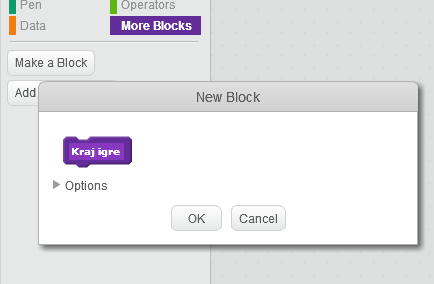 Pen
Operators
Data
More Blocks
Make a Block
Add
New Block
Kraj igre
Options
OK
Cancel